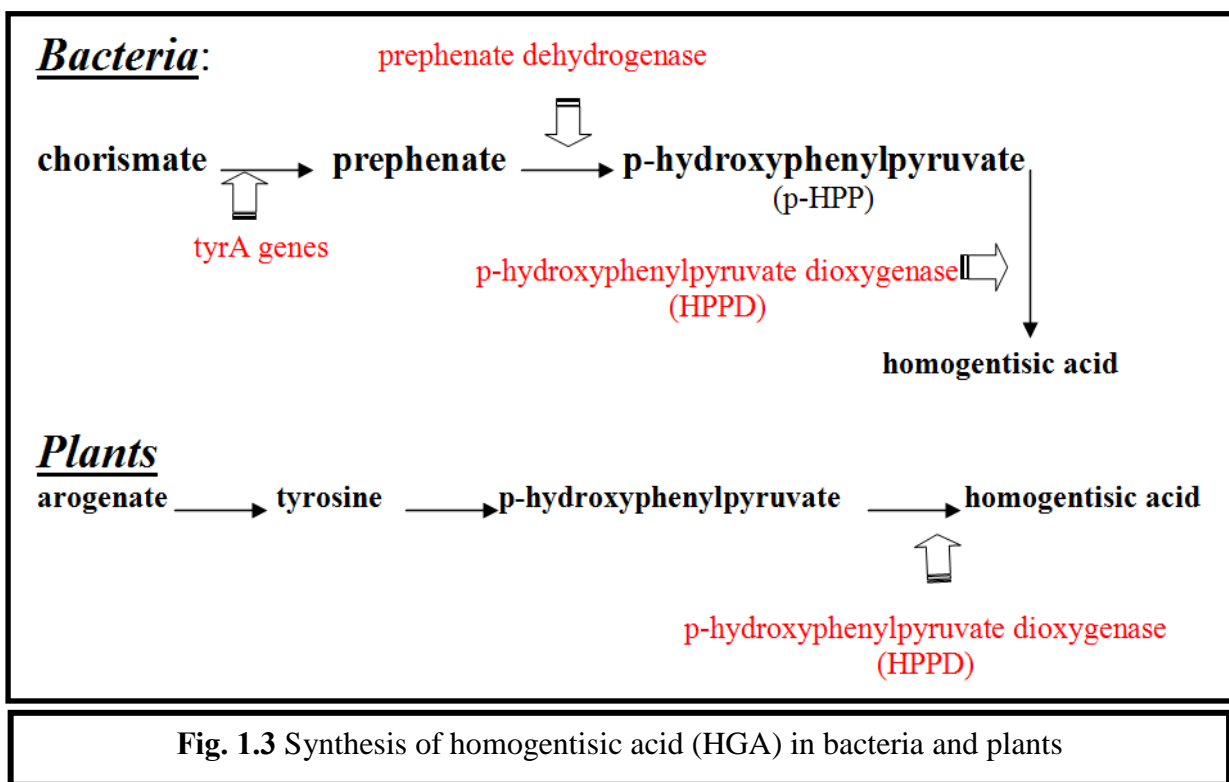 Bacteria:
prephenate dehydrogenase
chorismate prephenate p-hydroxyphenylpyruvate
(p-HPP)
tyrA genes
p-hydroxyphenylpyruvate dioxygenase
(HPPD)
homogentisic acid
Plants
arogenate tyrosine p-hydroxyphenylpyruvate homogentisic acid
p-hydroxyphenylpyruvate dioxygenase
(HPPD)
Fig. 1.3 Synthesis of homogentisic acid (HGA) in bacteria and plants